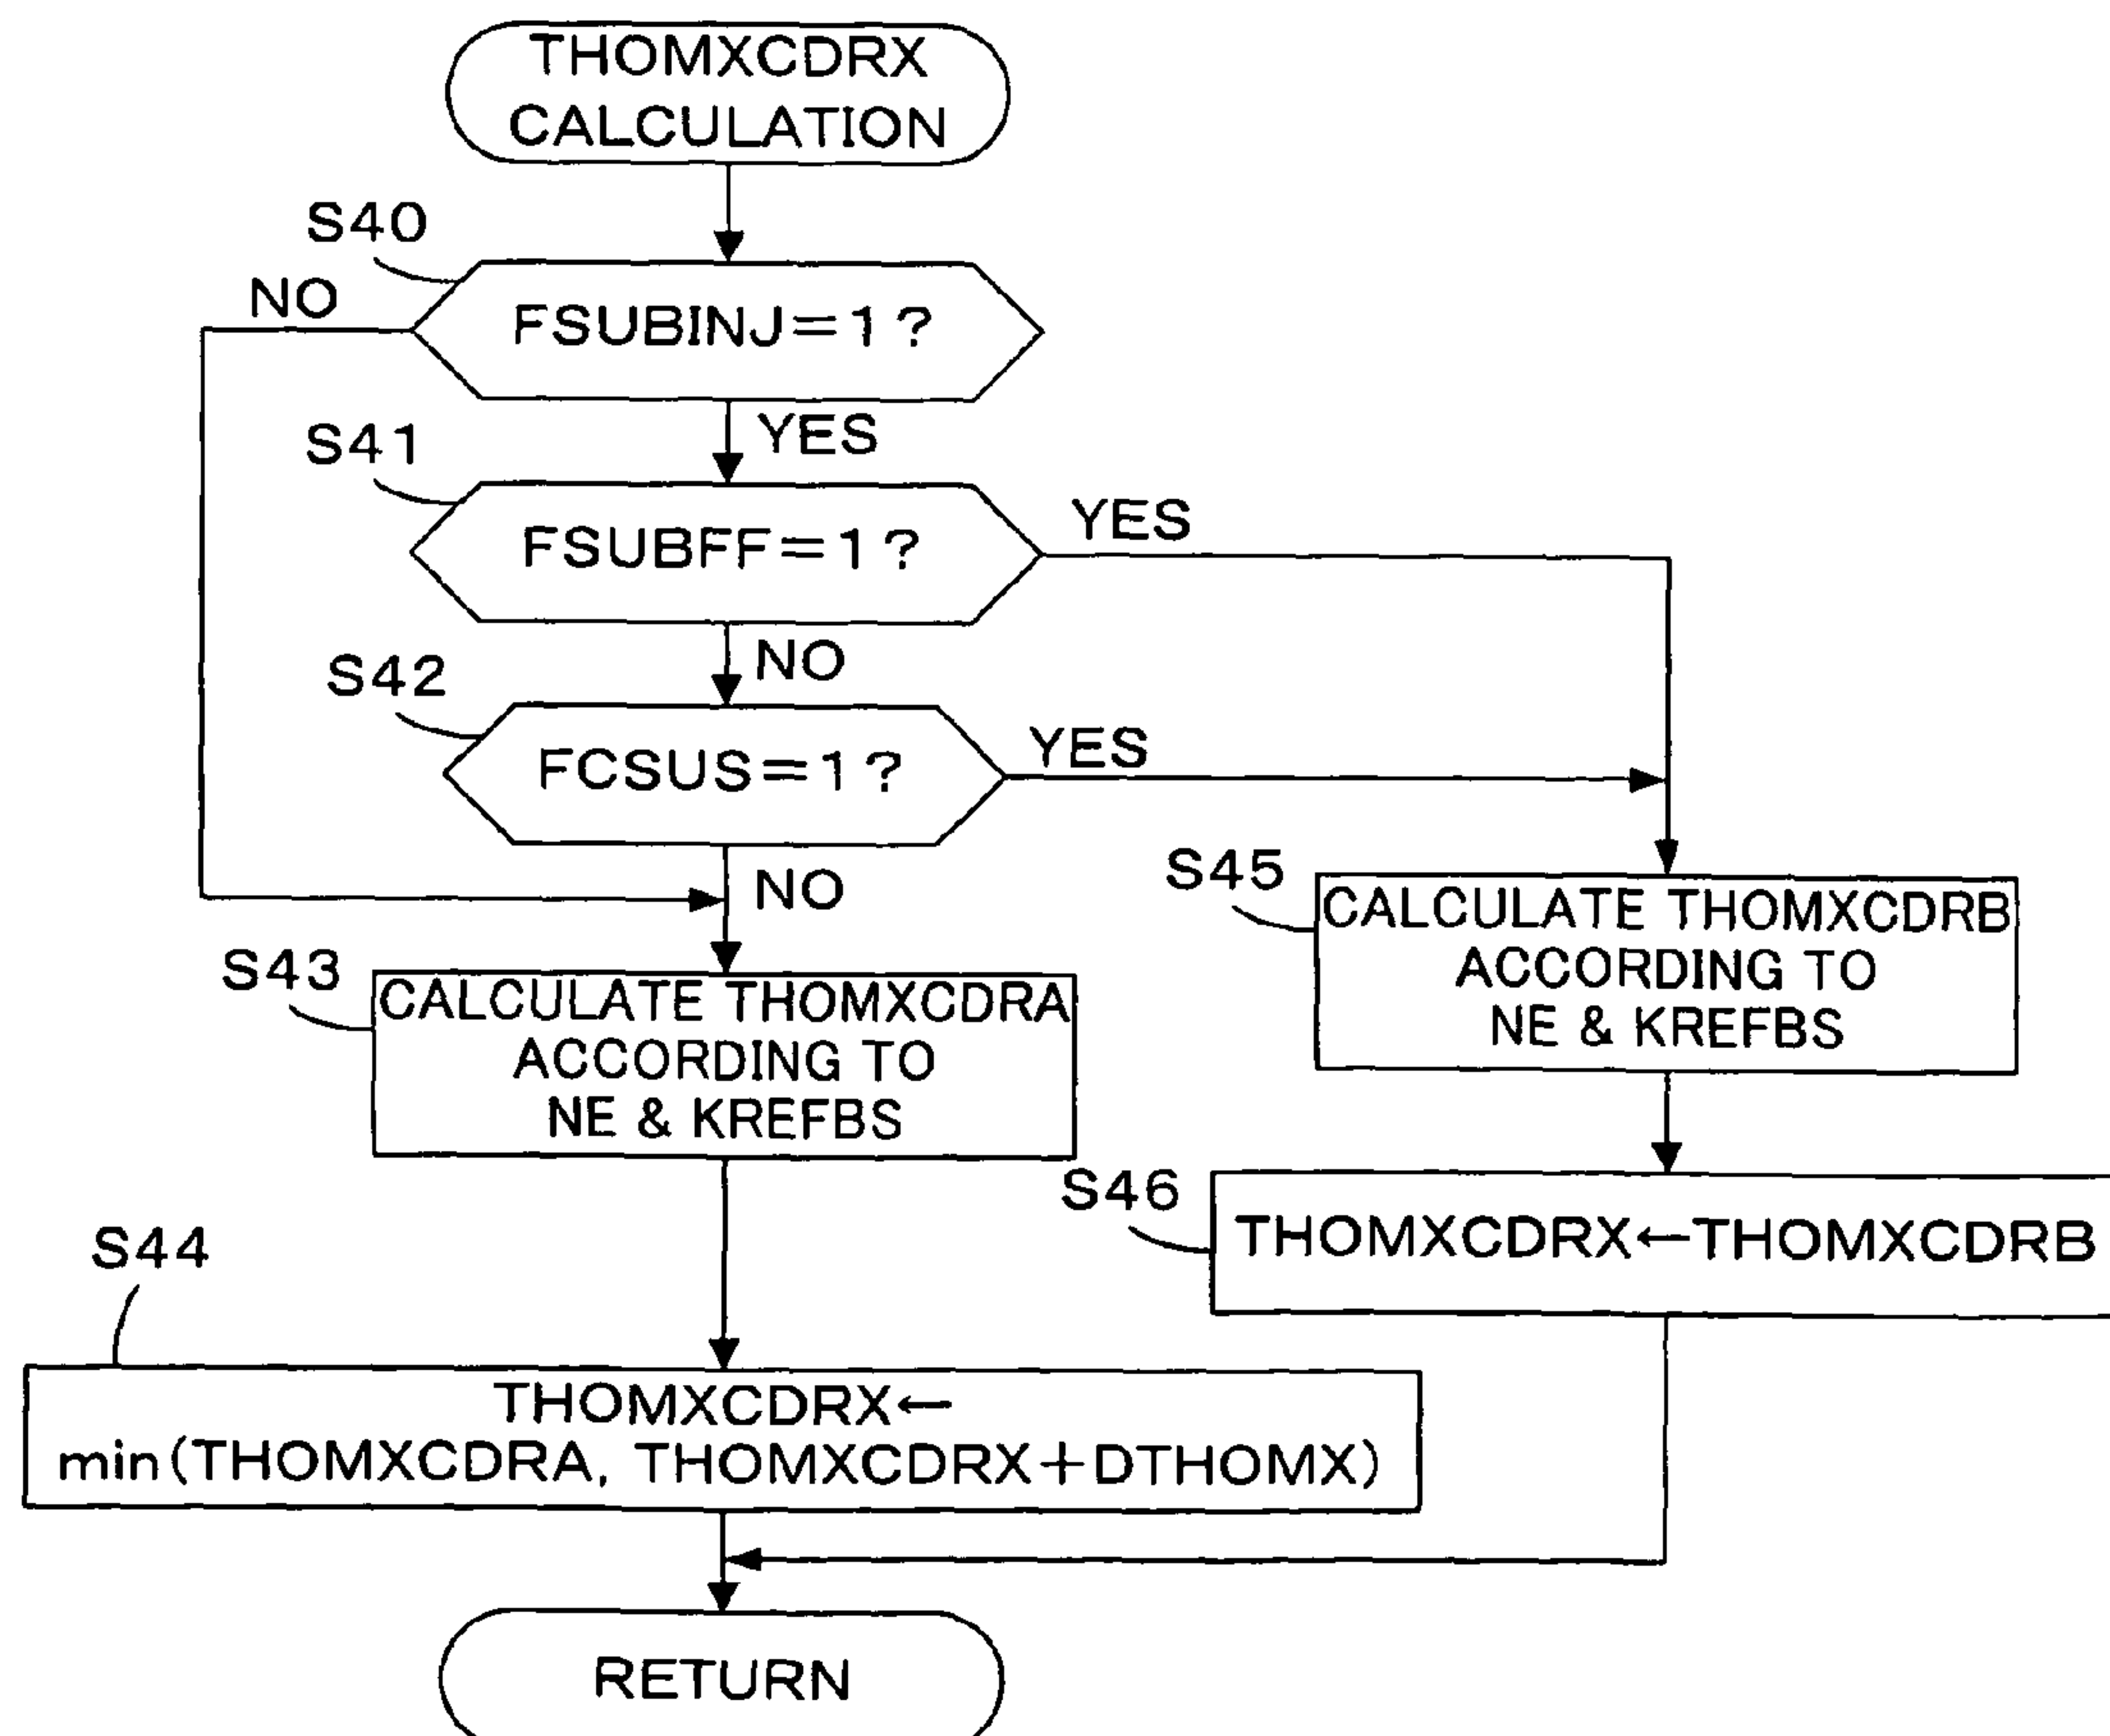 THOMXCDRX
CALCULATION
S40
NO
FSUBINJ=1?
YES
S41
FSUBFF=1?
YES
NO
S42
FCSUS=1?
YES
NO
S45
CALCULATE THOMXCDRB
ACCORDING TO
NE & KREFBS
S43
CALCULATE THOMXCDRA
ACCORDING TO
NE & KREFBS
S46
THOMXCDRX←THOMXCDRB
S44
THOMXCDRX←
min(THOMXCDRA, THOMXCDRX+DTHOMX)
RETURN